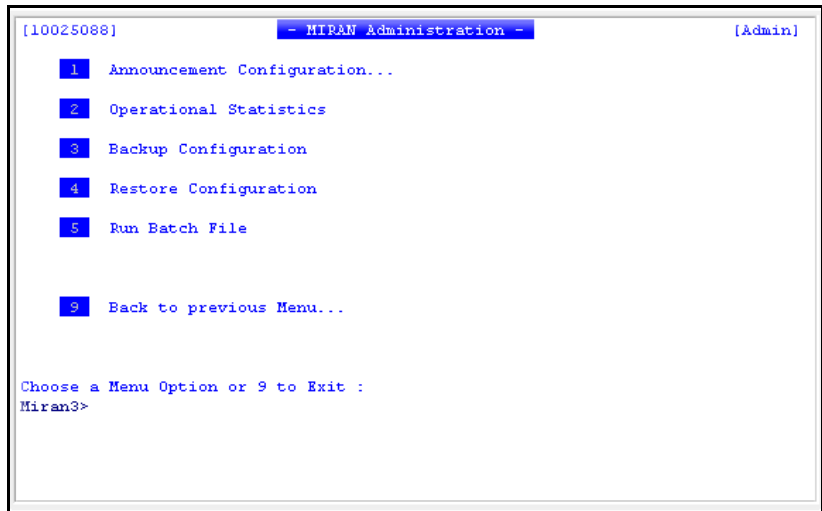 [10025088] - MIRAN Administration - [Admin]
1 Announcement Configuration...
2 Operational Statistics
3 Backup Configuration
4 Restore Configuration
5 Run Batch File
9 Back to previous Menu...
Choose a Menu Option or 9 to Exit :
Miran3>